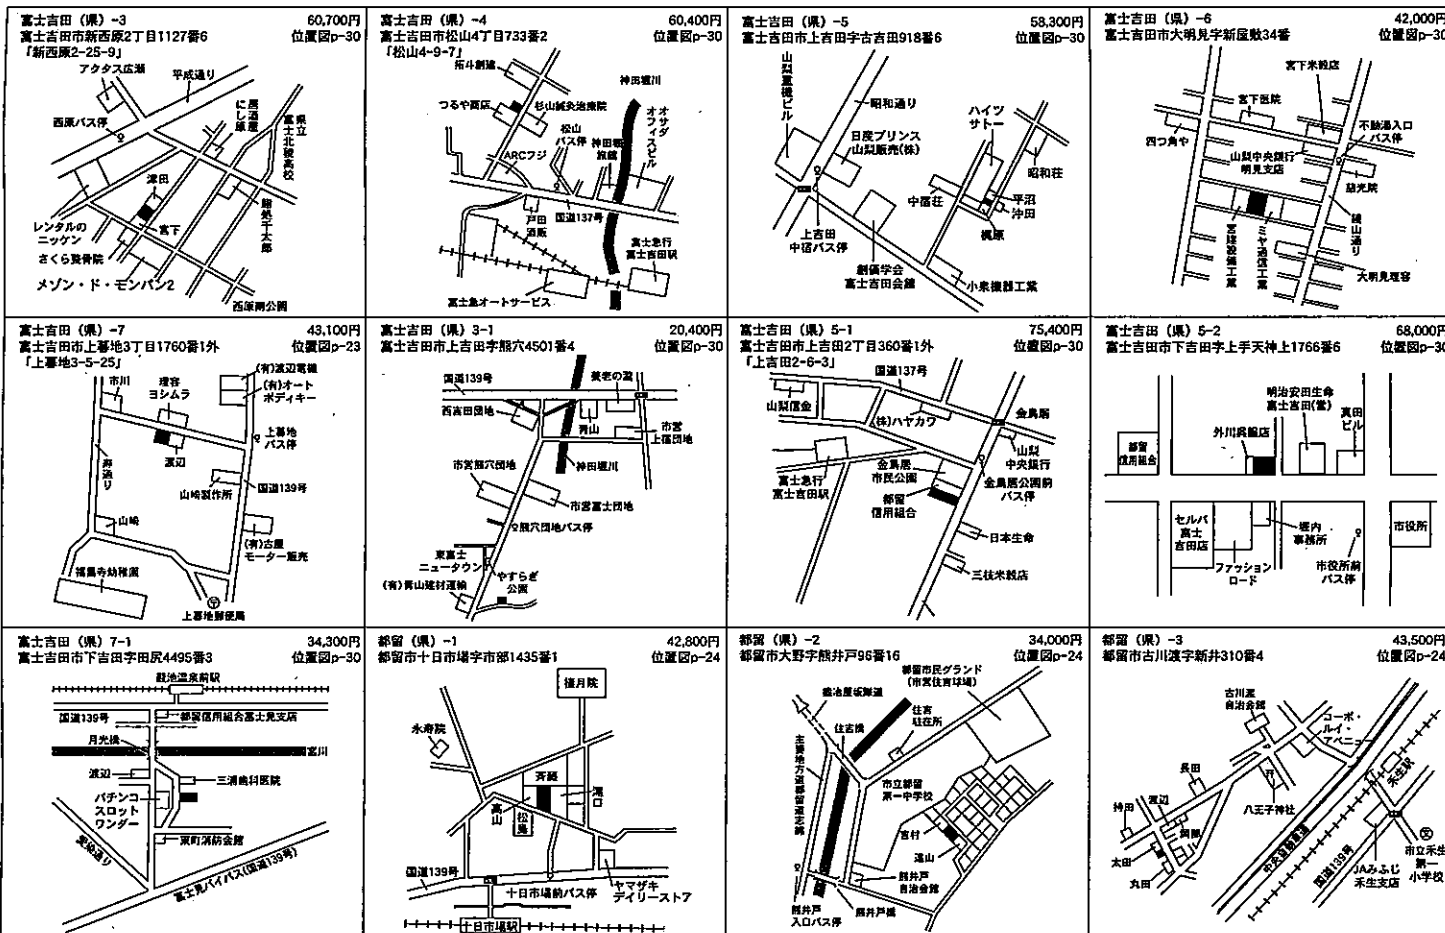 富士吉田（県）-3 60,700円
富士吉田市新西原2丁目1127番6 位置図p-30
「新西原2-25-9」
アクタス広瀬
平成通り
西原バス停
居酒屋
にし原
県立
富士北稜高校
津田
宮下
鮨処千太郎
レンタルの
ニッケン
さくら整骨院
メゾン・ド・モンパン2
西原南公園
富士吉田（県）-4 60,400円
富士吉田市松山4丁目733番2 位置図p-30
「松山4-9-7」
拓斗創建
神田堀川
つるや商店
杉山鍼灸治療院
オサダ
オフィスビル
松山
バス停
神田堀
旅館
ARCフジ
戸田
酒販
国道137号
富士急行
富士吉田駅
富士急オートサービス
富士吉田（県）-5 58,300円
富士吉田市上吉田字古吉田918番6 位置図p-30
山梨重機ビル
昭和通り
日産プリンス
山梨販売(株)
ハイツ
サトー
昭和荘
中宿荘
平沼
沖田
梶原
上吉田
中宿バス停
創価学会
富士吉田会館
小泉機器工業
富士吉田（県）-6 42,000円
富士吉田市大明見字新屋敷34番 位置図p-30
宮下米穀店
宮下医院
四つ角や
不動湯入口
バス停
山梨中央銀行
明見支店
慈光院
鏡山通り
宮建設備工業
ミヤ通信工業
大明見理容
富士吉田（県）-7 43,100円
富士吉田市上暮地3丁目1760番1外 位置図p-23
「上暮地3-5-25」
市川
理容
ヨシムラ
(有)渡辺電機
(有)オート
ボディキー
上暮地
バス停
渡辺
寿通り
山崎製作所
国道139号
山崎
(有)古屋
モーター販売
福昌寺幼稚園
上暮地郵便局
富士吉田（県）3-1 20,400円
富士吉田市上吉田字熊穴4501番4 位置図p-30
国道139号
養老の瀧
西吉田団地
青山
市営
上宿団地
市営熊穴団地
神田堀川
市営富士団地
熊穴団地バス停
東富士
ニュータウン
やすらぎ
公園
(有)青山建材運輸
富士吉田（県）5-1 75,400円
富士吉田市上吉田2丁目360番1外 位置図p-30
「上吉田2-6-3」
国道137号
山梨信金
(株)ハヤカワ
金鳥居
山梨
中央銀行
金鳥居
市民公園
富士急行
富士吉田駅
都留
信用組合
金鳥居公園前
バス停
日本生命
三枝米穀店
富士吉田（県）5-2 68,000円
富士吉田市下吉田字上手天神上1766番6 位置図p-30
明治安田生命
富士吉田(営)
真田
ビル
外川呉服店
都留
信用組合
セルバ
富士
吉田店
堀内
事務所
市役所
ファッション
ロード
市役所前
バス停
富士吉田（県）7-1 34,300円
富士吉田市下吉田字田尻4495番3 位置図p-30
葭池温泉前駅
国道139号
都留信用組合富士見支店
月光橋
宮川
渡辺
三浦歯科医院
パチンコ
スロット
ワンダー
東町消防会館
富士見バイパス(国道139号)
都留（県）-1 42,800円
都留市十日市場字市部1435番1 位置図p-24
永寿院
斉藤
高山
松島
国道139号
十日市場前バス停
ヤマザキ
デイリーストア
十日市場駅
都留（県）-2 34,000円
都留市大野字熊井戸96番16 位置図p-24
都留市民グランド
(市営住吉球場)
鍛冶屋坂隧道
住吉
駐在所
住吉橋
主要地方道都留道志線
市立都留
第一中学校
宮村
遠山
熊井戸
自治会館
熊井戸
入口バス停
熊井戸橋
都留（県）-3 43,500円
都留市古川渡字新井310番4 位置図p-24
古川渡
自治会館
コーポ・
ルイ・
アベニュー
長田
渡辺
持田
八王子神社
禾生駅
岡部
太田
丸田
中央自動車道
国道139号
JAみふじ
禾生支店
市立禾生
第一
小学校